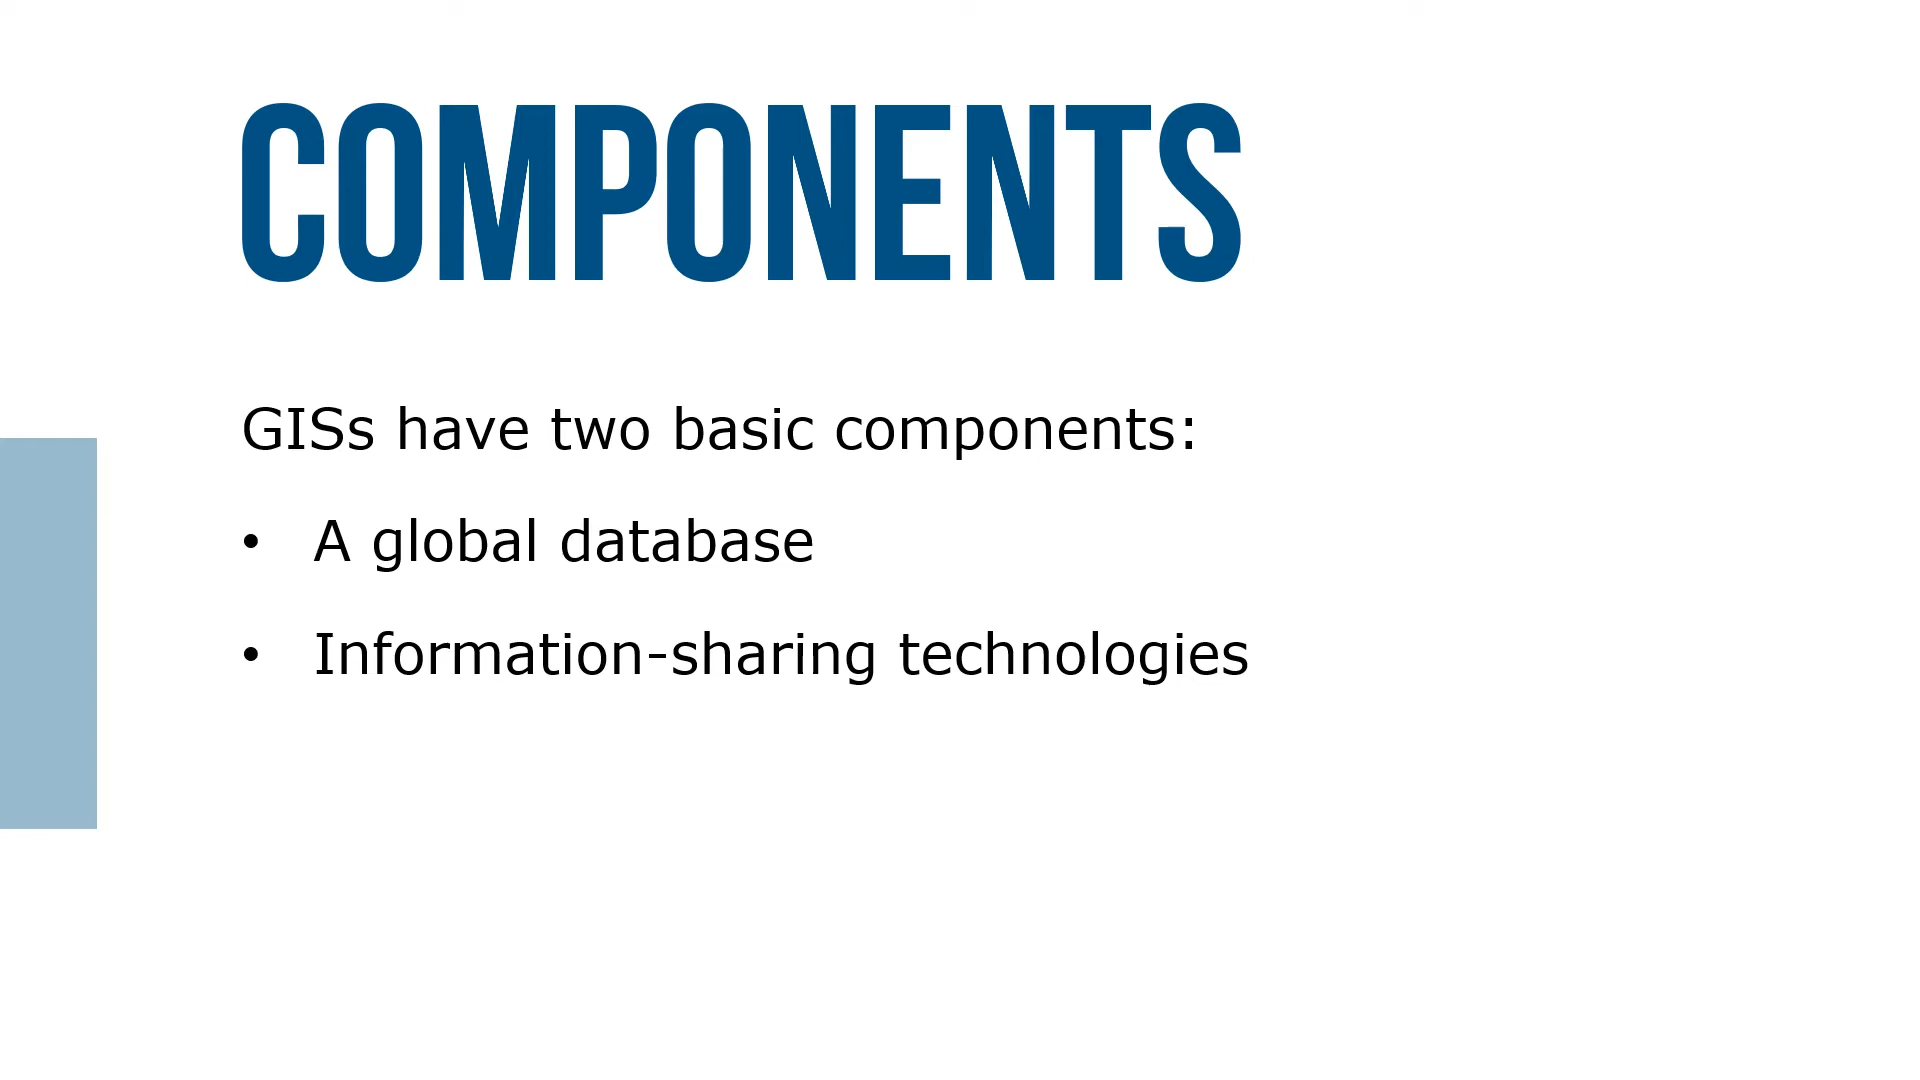 COMPONENTS
GISs have two basic components:
• A global database
• Information-sharing technologies